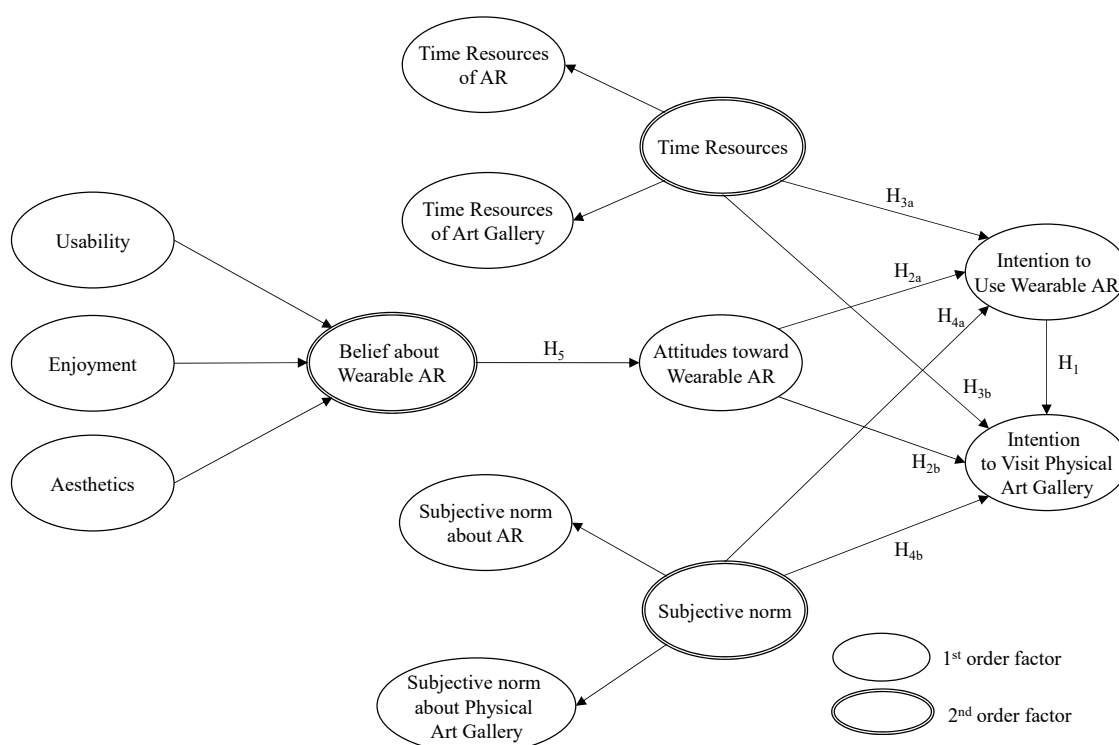 Time Resources
of AR
Time Resources
H₃ₐ
Time Resources
of Art Gallery
Usability
Intention to
Use Wearable AR
H₂ₐ
H₄ₐ
Enjoyment
Belief about
Wearable AR
H₅
Attitudes toward
Wearable AR
H₁
H3b
Aesthetics
Intention
to Visit Physical
Art Gallery
H2b
Subjective norm
about AR
H4b
Subjective norm
Subjective norm
about Physical
Art Gallery
1st order factor
2nd order factor